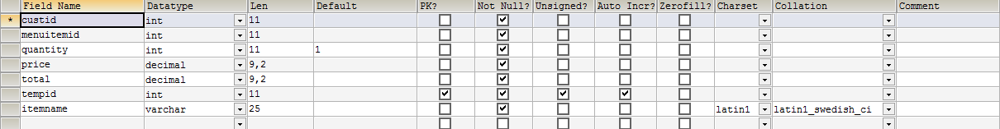 Field Name Datatype Len Default PK? Not Null? Unsigned? Auto Incr? Zerofill? Charset Collation Comment
* custid int 11
menuitemid int 11
quantity int 11 1
price decimal 9,2
total decimal 9,2
tempid int 11
itemname varchar 25 latin1 latin1_swedish_ci